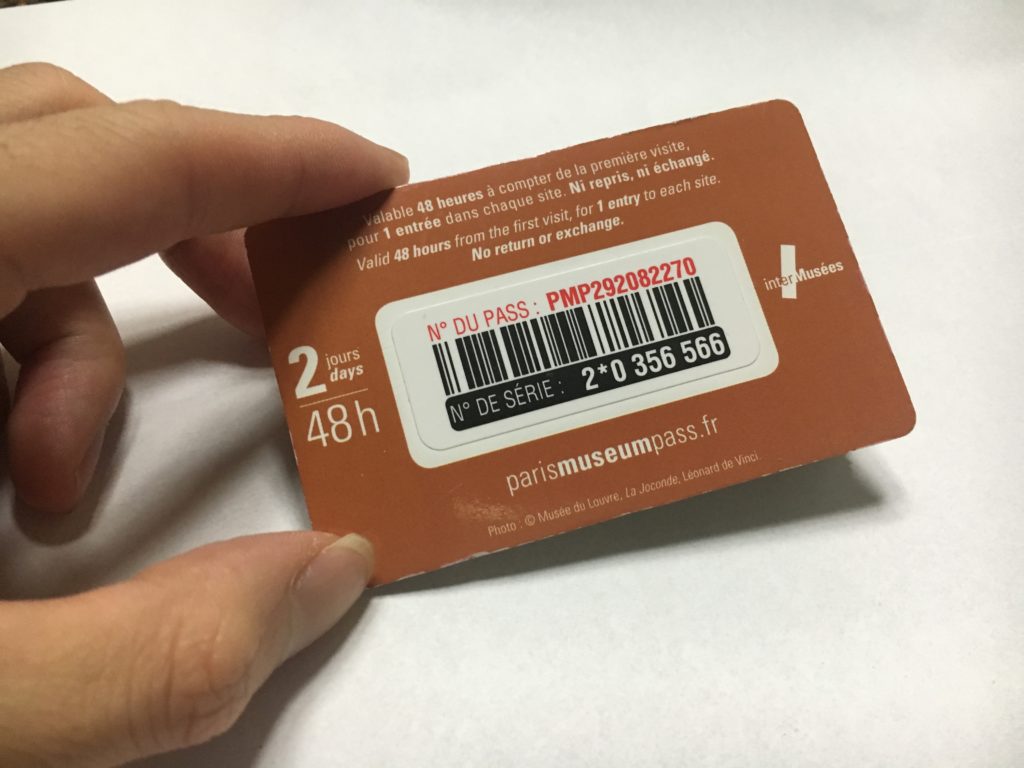 Valable 48 heures à compter de la première visite,
pour 1 entrée dans chaque site. Ni repris, ni échangé.
Valid 48 hours from the first visit, for 1 entry to each site.
No return or exchange.
N° DU PASS : PMP292082270
N° DE SÉRIE : 2*0 356 566
2 jours
days
48h
interMusées
parismuseumpass.fr
Photo : © Musée du Louvre, La Joconde, Léonard de Vinci.